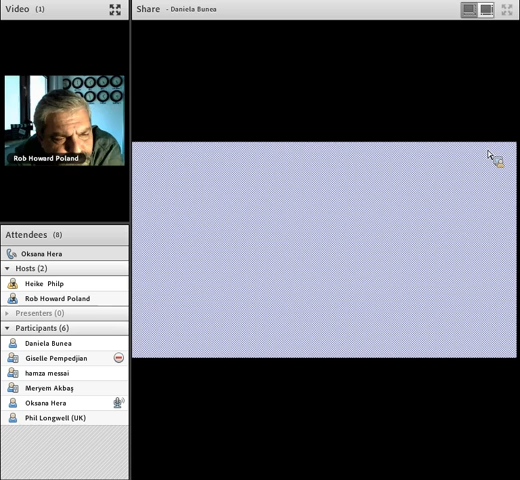 Video (1)
Share - Daniela Bunea
Rob Howard Poland
Attendees (8)
Oksana Hera
Hosts (2)
Heike Philp
Rob Howard Poland
Presenters (0)
Participants (6)
Daniela Bunea
Giselle Pempedjian
hamza messai
Meryem Akbaş
Oksana Hera
Phil Longwell (UK)